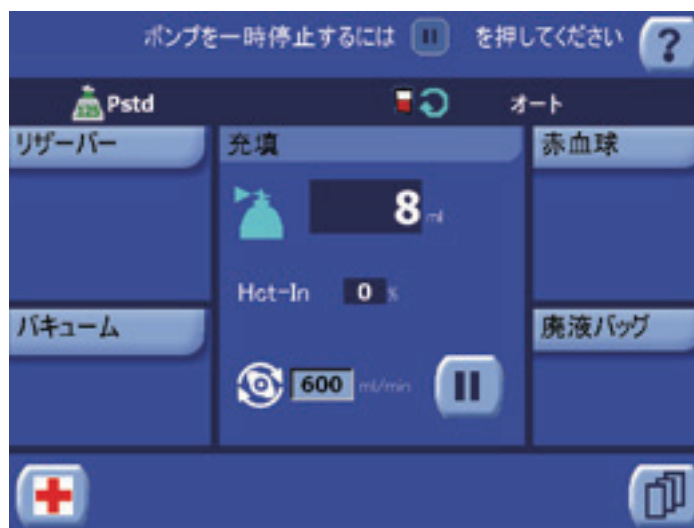 ポンプを一時停止するには を押してください ?
125 Pstd オート
リザーバー
充填
赤血球
8 ml
Hct-In 0 %
バキューム
廃液バッグ
600 ml/min